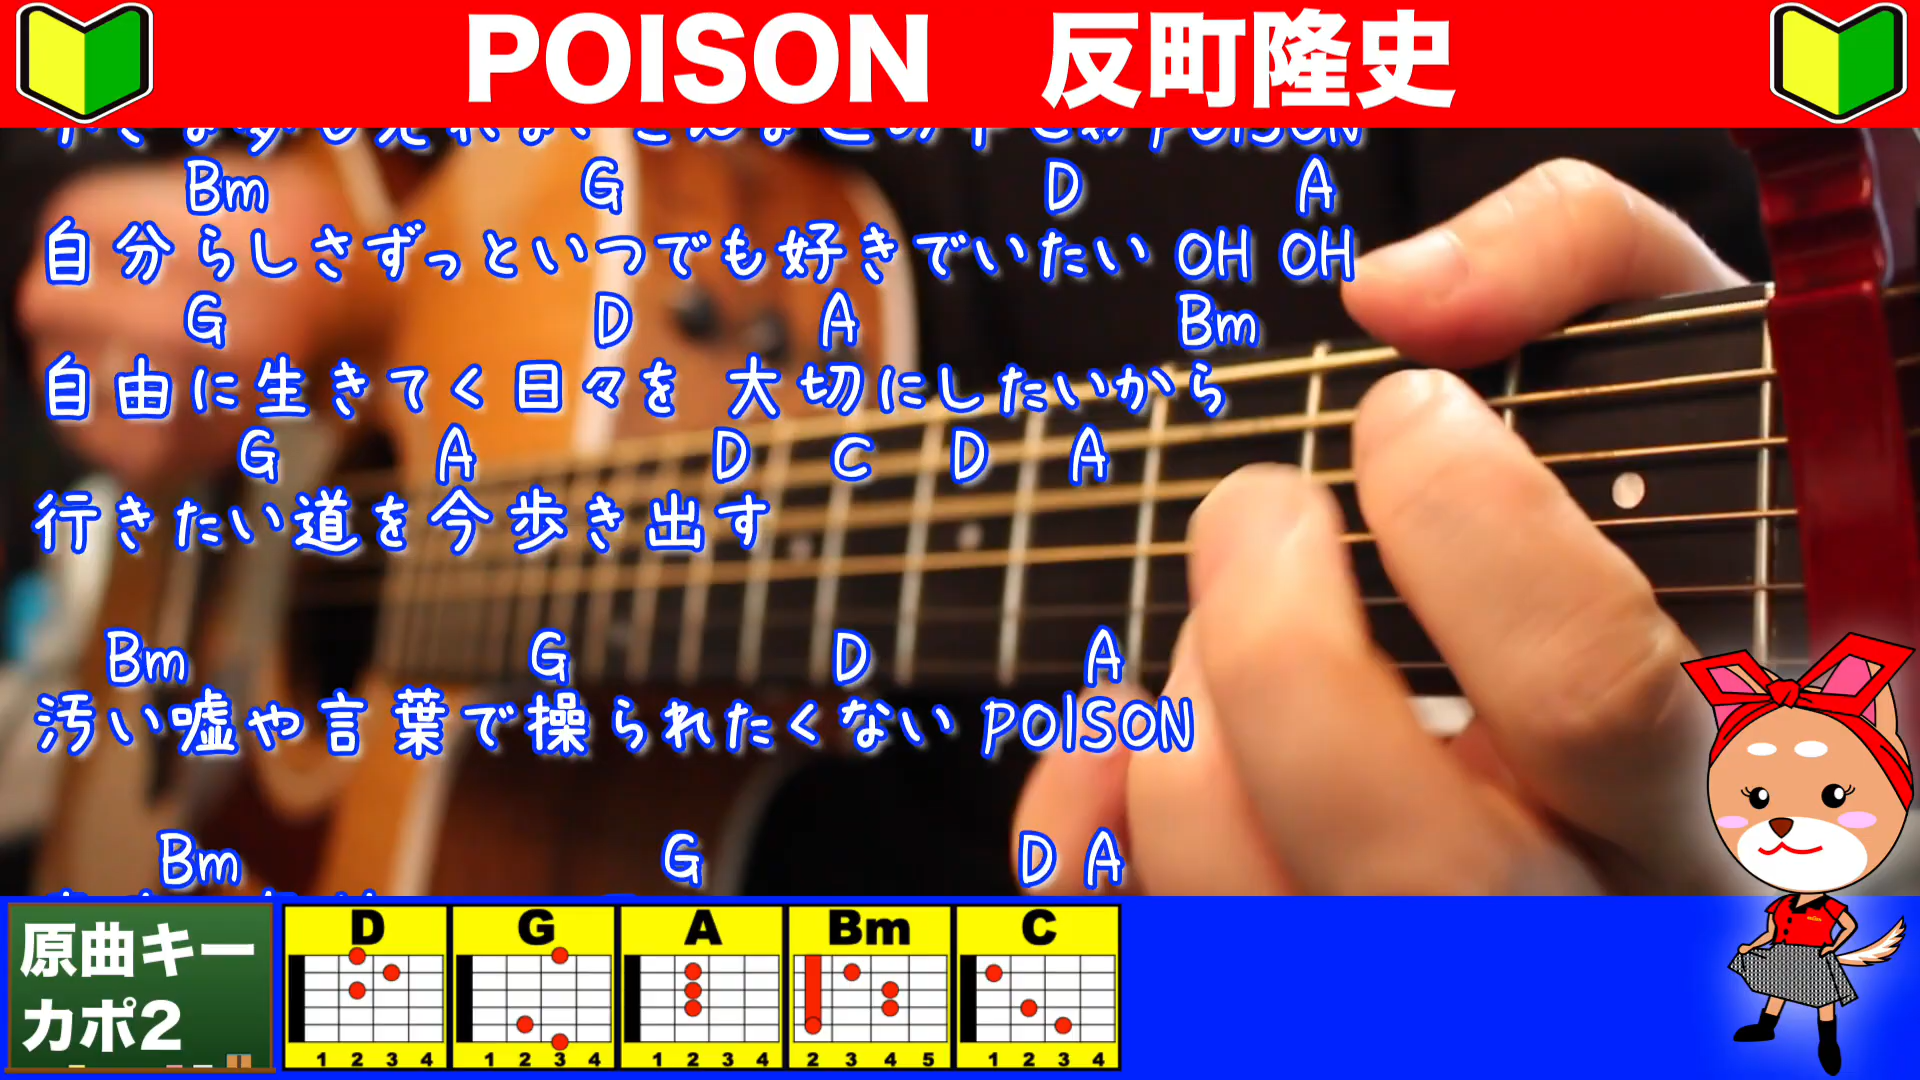 POISON 反町隆史
Bm G D A
自分らしさずっといつでも好きでいたい OH OH
G D A Bm
自由に生きてく日々を 大切にしたいから
G A D C D A
行きたい道を今歩き出す
Bm G D A
汚い嘘や言葉で操られたくない POISON
Bm G D A
原曲キー
カポ2
D G A Bm C
1 2 3 4 1 2 3 4 1 2 3 4 2 3 4 5 1 2 3 4